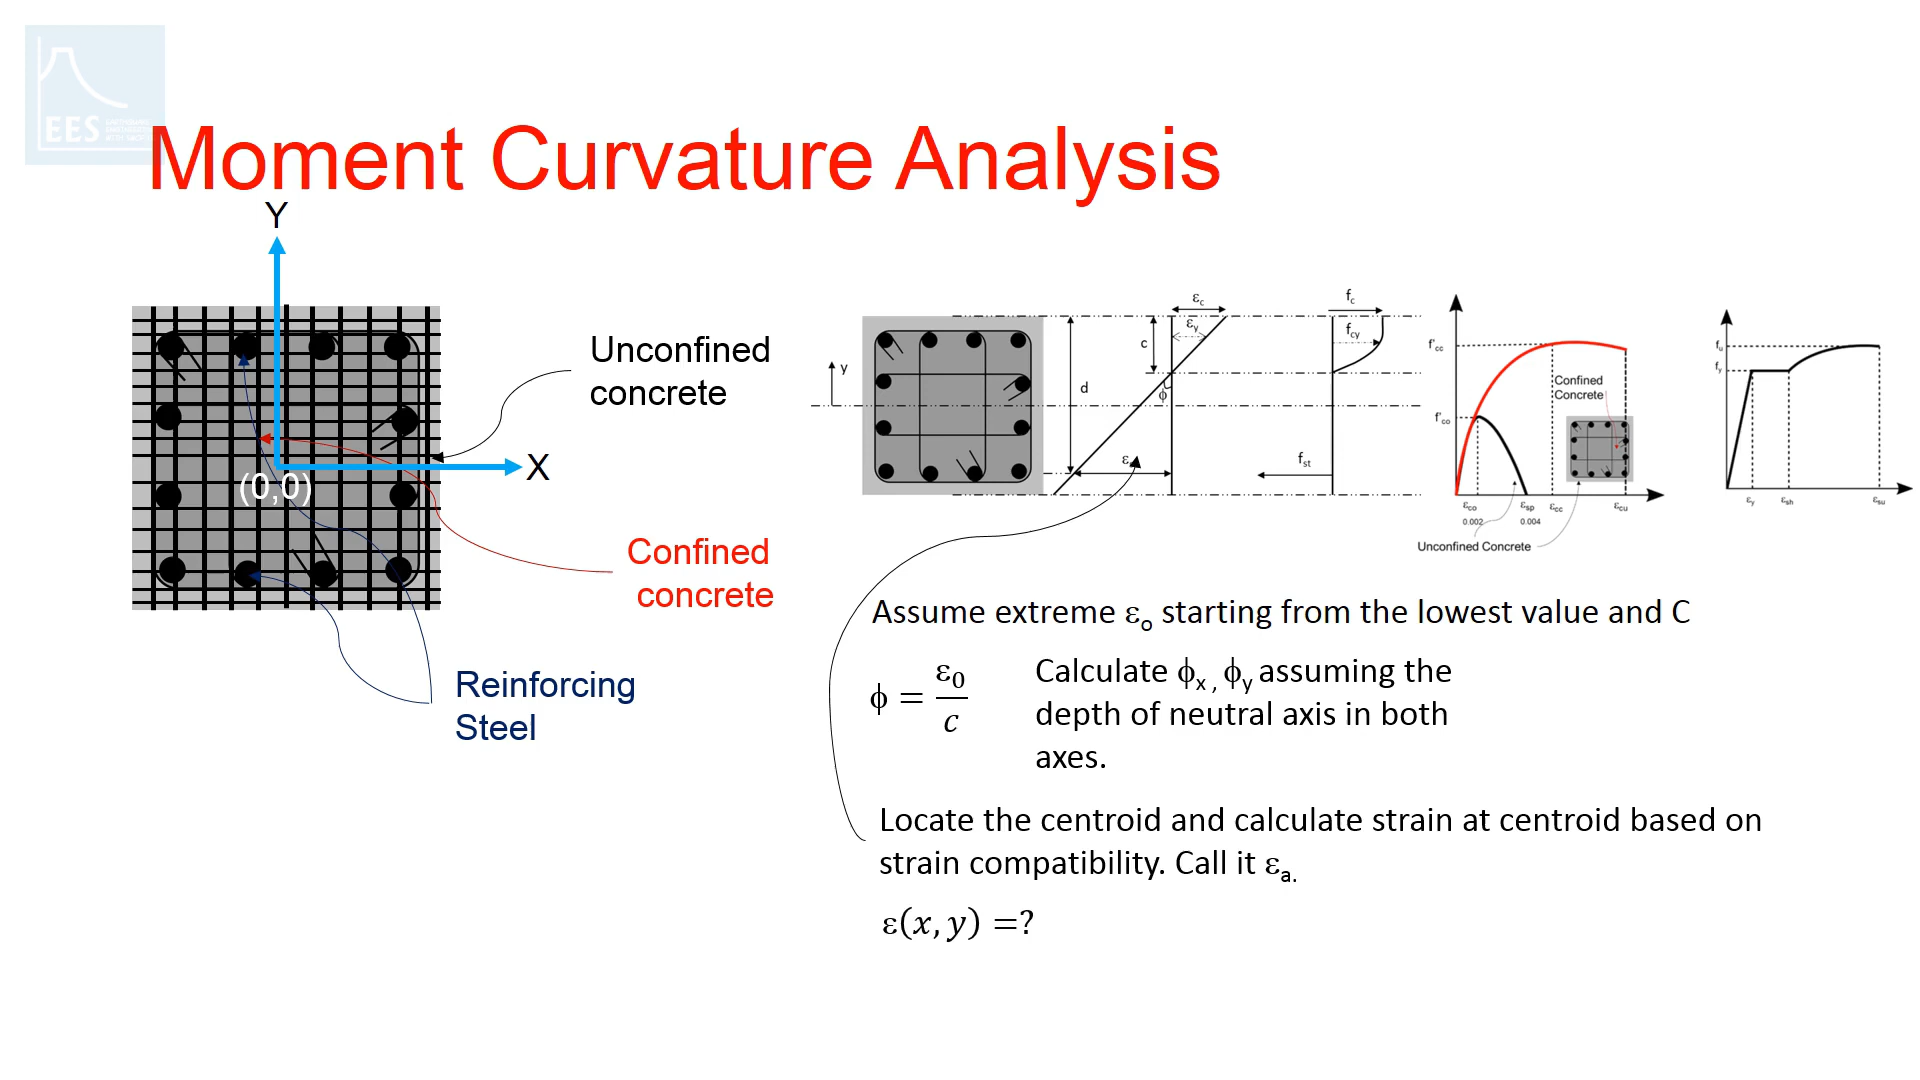 EES
Moment Curvature Analysis
Y
X
(0,0)
Unconfined
concrete
Confined
concrete
Reinforcing
Steel
y
d
c
εc
εy
ϕ
ε
fc
fcy
fst
f'cc
f'co
Confined
Concrete
εco
εsp
εcc
εcu
0.002
0.004
Unconfined Concrete
fu
fy
εy
εsh
εsu
Assume extreme εo starting from the lowest value and C
ϕ = ε0/c
Calculate ϕx , ϕy assuming the
depth of neutral axis in both
axes.
Locate the centroid and calculate strain at centroid based on
strain compatibility. Call it εa.
ε(x, y) =?